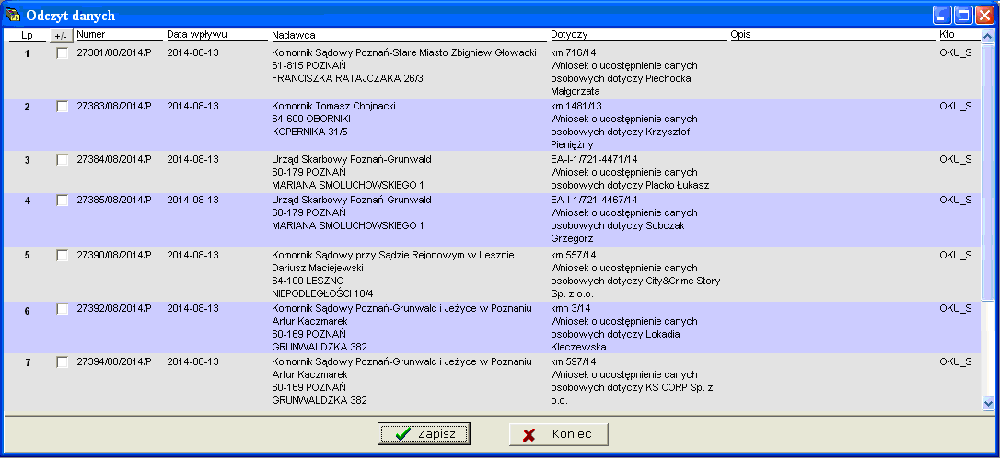 Odczyt danych
Lp +/- Numer Data wpływu Nadawca Dotyczy Opis Kto
1 27381/08/2014/P 2014-08-13 Komornik Sądowy Poznań-Stare Miasto Zbigniew Głowacki km 716/14 OKU_S
61-815 POZNAŃ Wniosek o udostępnienie danych
FRANCISZKA RATAJCZAKA 26/3 osobowych dotyczy Piechocka
Małgorzata
2 27383/08/2014/P 2014-08-13 Komornik Tomasz Chojnacki km 1481/13 OKU_S
64-600 OBORNIKI Wniosek o udostępnienie danych
KOPERNIKA 31/5 osobowych dotyczy Krzysztof
Pieniężny
3 27384/08/2014/P 2014-08-13 Urząd Skarbowy Poznań-Grunwald EA-I-1/721-4471/14 OKU_S
60-179 POZNAŃ Wniosek o udostępnienie danych
MARIANA SMOLUCHOWSKIEGO 1 osobowych dotyczy Placko Łukasz
4 27385/08/2014/P 2014-08-13 Urząd Skarbowy Poznań-Grunwald EA-I-1/721-4467/14 OKU_S
60-179 POZNAŃ Wniosek o udostępnienie danych
MARIANA SMOLUCHOWSKIEGO 1 osobowych dotyczy Sobczak
Grzegorz
5 27390/08/2014/P 2014-08-13 Komornik Sądowy przy Sądzie Rejonowym w Lesznie km 557/14 OKU_S
Dariusz Maciejewski Wniosek o udostępnienie danych
64-100 LESZNO osobowych dotyczy City&Crime Story
NIEPODLEGŁOŚCI 10/4 Sp. z o.o.
6 27392/08/2014/P 2014-08-13 Komornik Sądowy Poznań-Grunwald i Jeżyce w Poznaniu kmn 3/14 OKU_S
Artur Kaczmarek Wniosek o udostępnienie danych
60-169 POZNAŃ osobowych dotyczy Lokadia
GRUNWALDZKA 382 Kleczewska
7 27394/08/2014/P 2014-08-13 Komornik Sądowy Poznań-Grunwald i Jeżyce w Poznaniu km 597/14 OKU_S
Artur Kaczmarek Wniosek o udostępnienie danych
60-169 POZNAŃ osobowych dotyczy KS CORP Sp. z
GRUNWALDZKA 382 o.o.
Zapisz Koniec